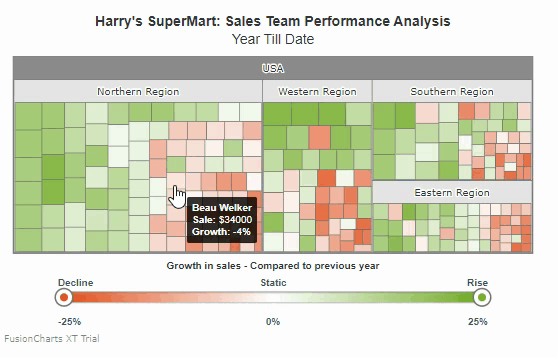 Harry's SuperMart: Sales Team Performance Analysis
Year Till Date
USA
Northern Region
Western Region
Southern Region
Eastern Region
Beau Welker
Sale: $34000
Growth: -4%
Growth in sales - Compared to previous year
Decline
Static
Rise
-25%
0%
25%
FusionCharts XT Trial